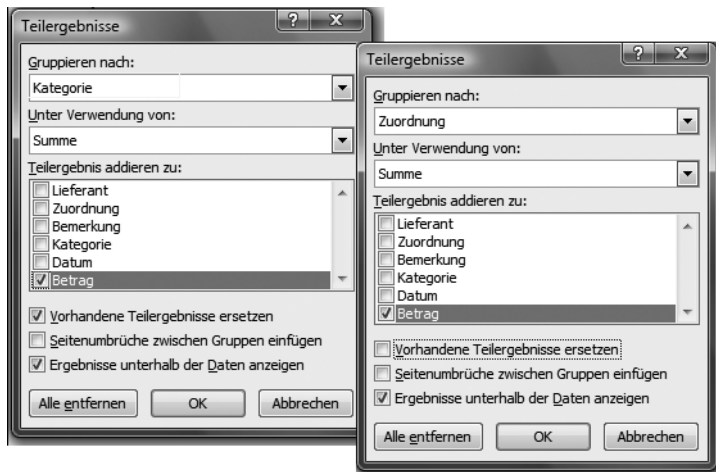 Teilergebnisse
Gruppieren nach:
Kategorie
Unter Verwendung von:
Summe
Teilergebnis addieren zu:
Lieferant
Zuordnung
Bemerkung
Kategorie
Datum
Betrag
Vorhandene Teilergebnisse ersetzen
Seitenumbrüche zwischen Gruppen einfügen
Ergebnisse unterhalb der Daten anzeigen
Alle entfernen OK Abbrechen
Teilergebnisse
Gruppieren nach:
Zuordnung
Unter Verwendung von:
Summe
Teilergebnis addieren zu:
Lieferant
Zuordnung
Bemerkung
Kategorie
Datum
Betrag
Vorhandene Teilergebnisse ersetzen
Seitenumbrüche zwischen Gruppen einfügen
Ergebnisse unterhalb der Daten anzeigen
Alle entfernen OK Abbrechen